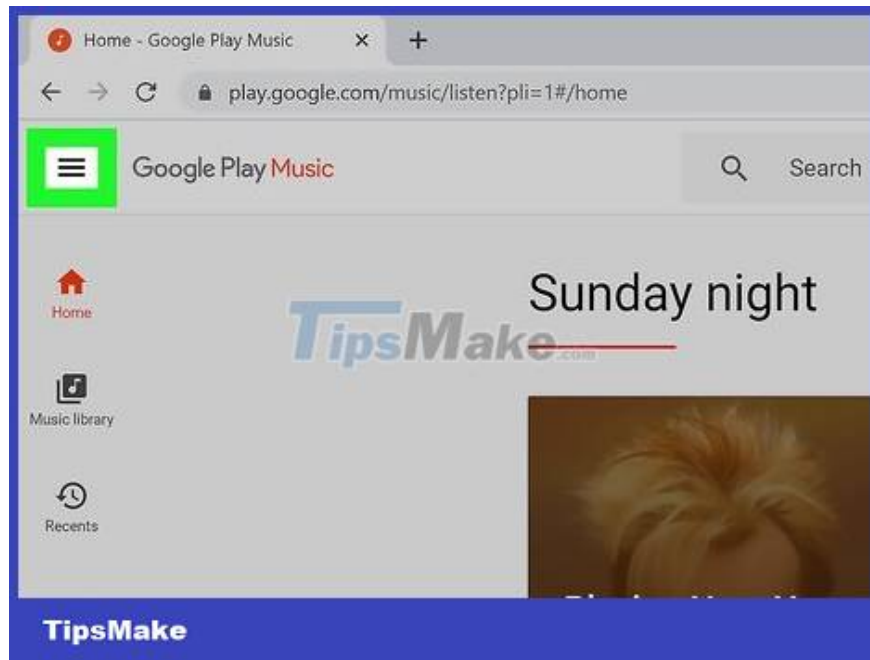 Home - Google Play Music
play.google.com/music/listen?pli=1#/home
Google Play Music
Search
Home
Sunday night
TipsMake.com
Music library
Recents
TipsMake